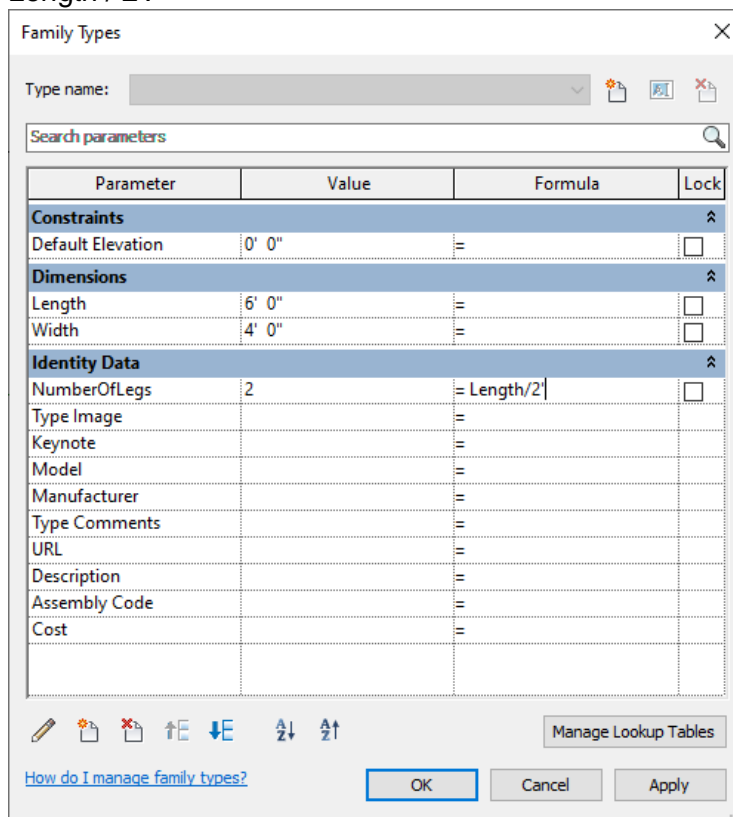 Family Types
Type name:
Search parameters
Parameter Value Formula Lock
Constraints
Default Elevation 0' 0" =
Dimensions
Length 6' 0" =
Width 4' 0" =
Identity Data
NumberOfLegs 2 = Length/2'
Type Image =
Keynote =
Model =
Manufacturer =
Type Comments =
URL =
Description =
Assembly Code =
Cost =
Manage Lookup Tables
How do I manage family types? OK Cancel Apply